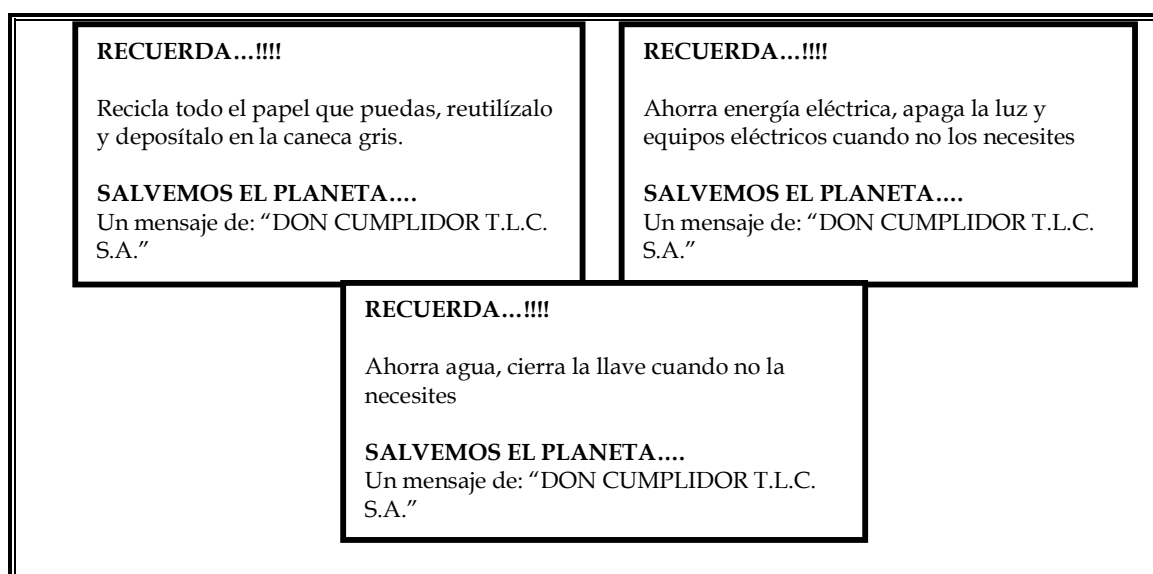 RECUERDA…!!!!
Recicla todo el papel que puedas, reutilízalo
y deposítalo en la caneca gris.
SALVEMOS EL PLANETA….
Un mensaje de: “DON CUMPLIDOR T.L.C.
S.A.”
RECUERDA…!!!!
Ahorra energía eléctrica, apaga la luz y
equipos eléctricos cuando no los necesites
SALVEMOS EL PLANETA….
Un mensaje de: “DON CUMPLIDOR T.L.C.
S.A.”
RECUERDA…!!!!
Ahorra agua, cierra la llave cuando no la
necesites
SALVEMOS EL PLANETA….
Un mensaje de: “DON CUMPLIDOR T.L.C.
S.A.”